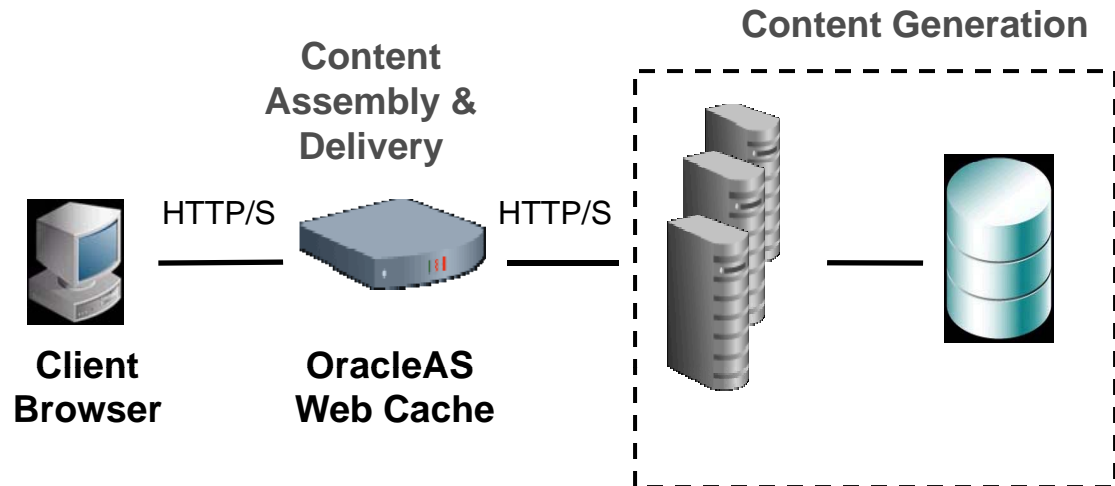 Content Generation
Content
Assembly &
Delivery
HTTP/S
HTTP/S
Client
Browser
OracleAS
Web Cache